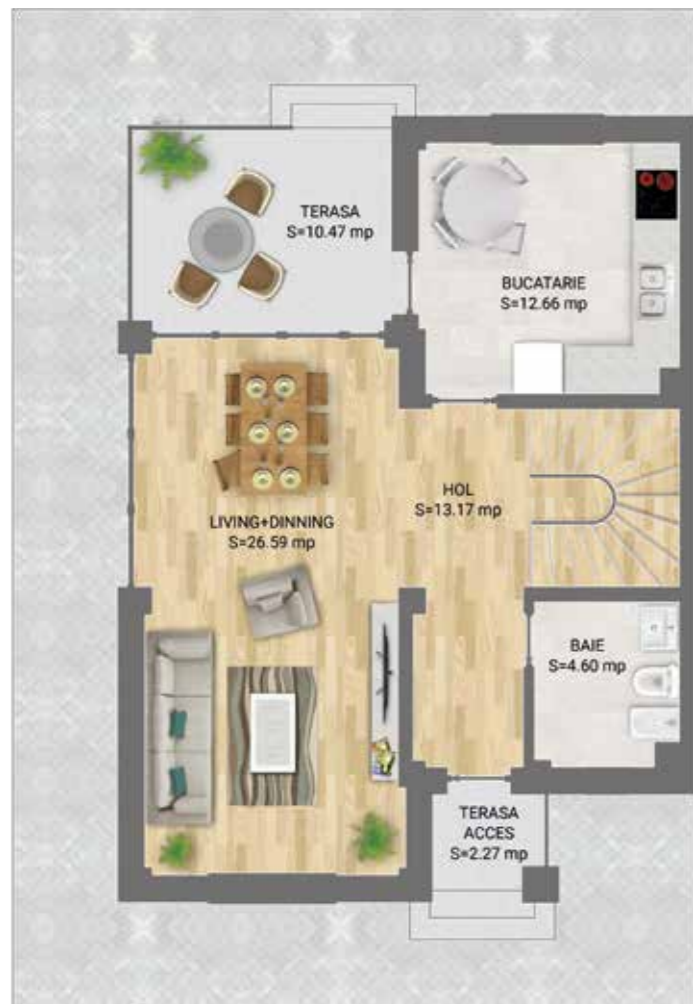 TERASA
S=10.47 mp
BUCATARIE
S=12.66 mp
HOL
S=13.17 mp
LIVING+DINNING
S=26.59 mp
BAIE
S=4.60 mp
TERASA
ACCES
S=2.27 mp